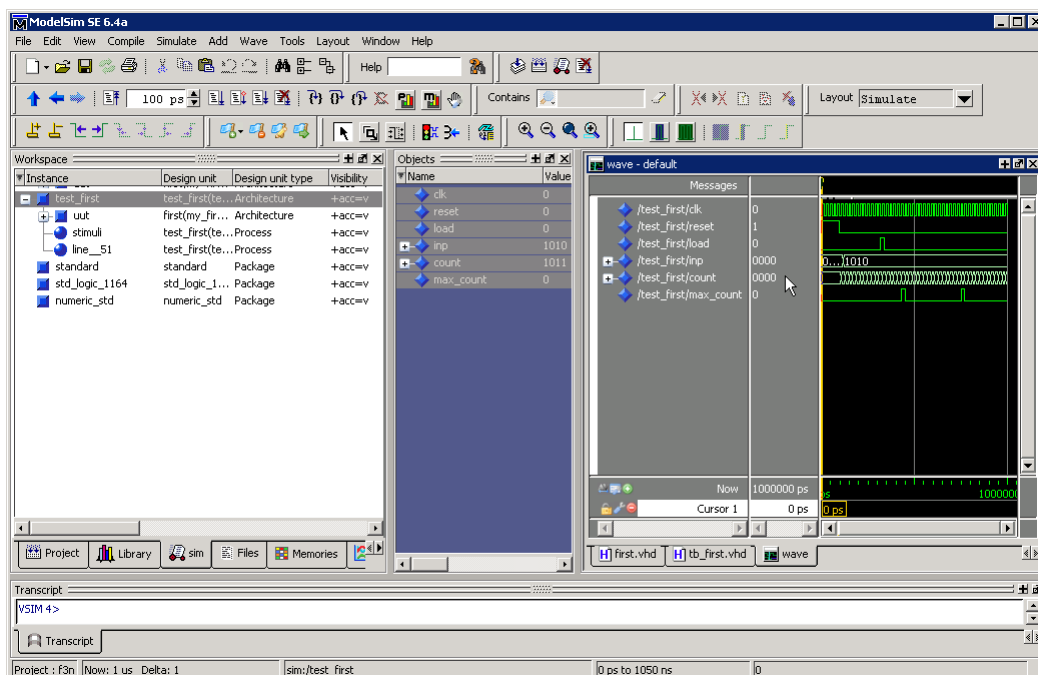 ModelSim SE 6.4a
File Edit View Compile Simulate Add Wave Tools Layout Window Help
Help
100 ps Contains Layout Simulate
Workspace
Instance Design unit Design unit type Visibility
test_first test_first(te... Architecture +acc=v
uut first(my_fir... Architecture +acc=v
stimuli test_first(te... Process +acc=v
line__51 test_first(te... Process +acc=v
standard standard Package +acc=v
std_logic_1164 std_logic_1... Package +acc=v
numeric_std numeric_std Package +acc=v
Project Library sim Files Memories
Objects
Name Value
clk 0
reset 0
load 0
inp 1010
count 1011
max_count 0
wave - default
Messages
/test_first/clk 0
/test_first/reset 1
/test_first/load 0
/test_first/inp 0000 0... 1010
/test_first/count 0000
/test_first/max_count 0
Now 1000000 ps ps 1000000
Cursor 1 0 ps 0 ps
first.vhd tb_first.vhd wave
Transcript
VSIM 4>
Transcript
Project : f3n Now: 1 us Delta: 1 sim:/test_first 0 ps to 1050 ns 0